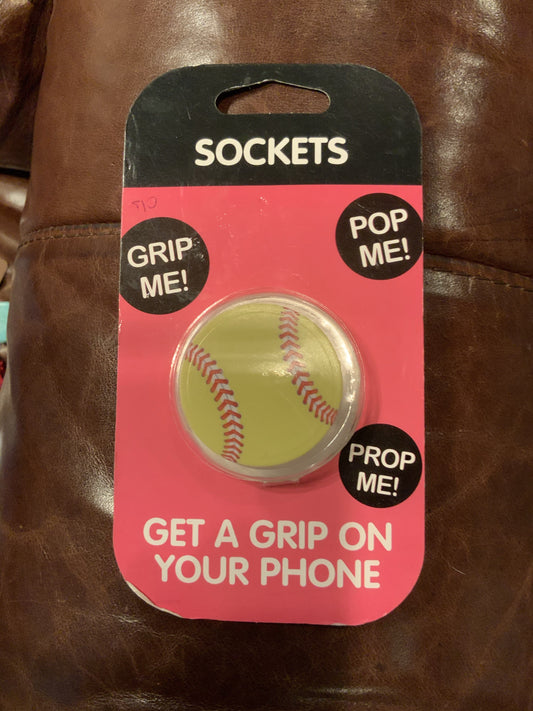 SOCKETS
GRIP
ME!
POP
ME!
PROP
ME!
GET A GRIP ON
YOUR PHONE